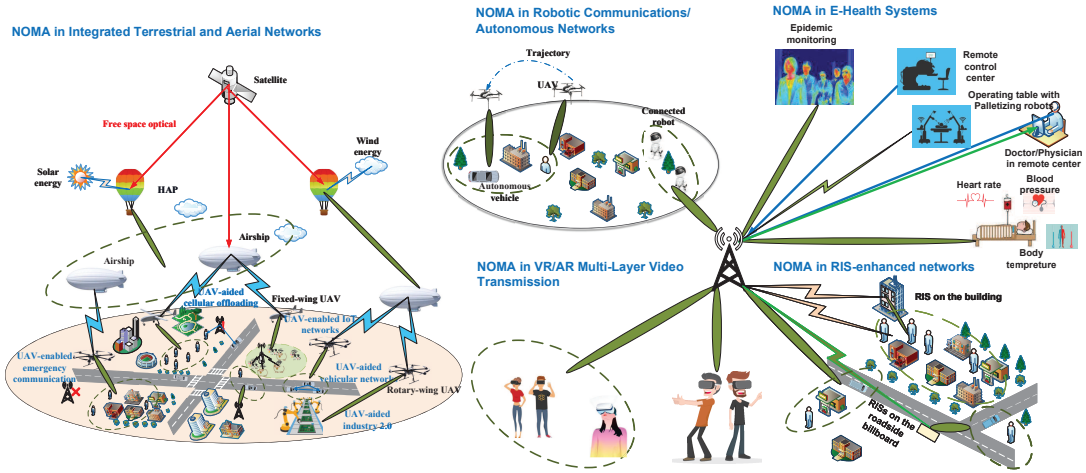 NOMA in Integrated Terrestrial and Aerial Networks
Satellite
Free space optical
Wind
energy
Solar
energy
HAP
Airship
Airship
UAV-aided
cellular offloading
Fixed-wing UAV
UAV-enabled IoT
networks
UAV-enabled
emergency
communication
UAV-aided
vehicular network
Rotary-wing UAV
UAV-aided
industry 2.0
NOMA in Robotic Communications/
Autonomous Networks
Trajectory
UAV
Connected
robot
Autonomous
vehicle
NOMA in E-Health Systems
Epidemic
monitoring
Remote
control
center
Operating table with
Palletizing robots
Doctor/Physician
in remote center
Heart rate
Blood
pressure
Body
tempreture
NOMA in VR/AR Multi-Layer Video
Transmission
NOMA in RIS-enhanced networks
RIS on the building
RISs on the
roadside
billboard